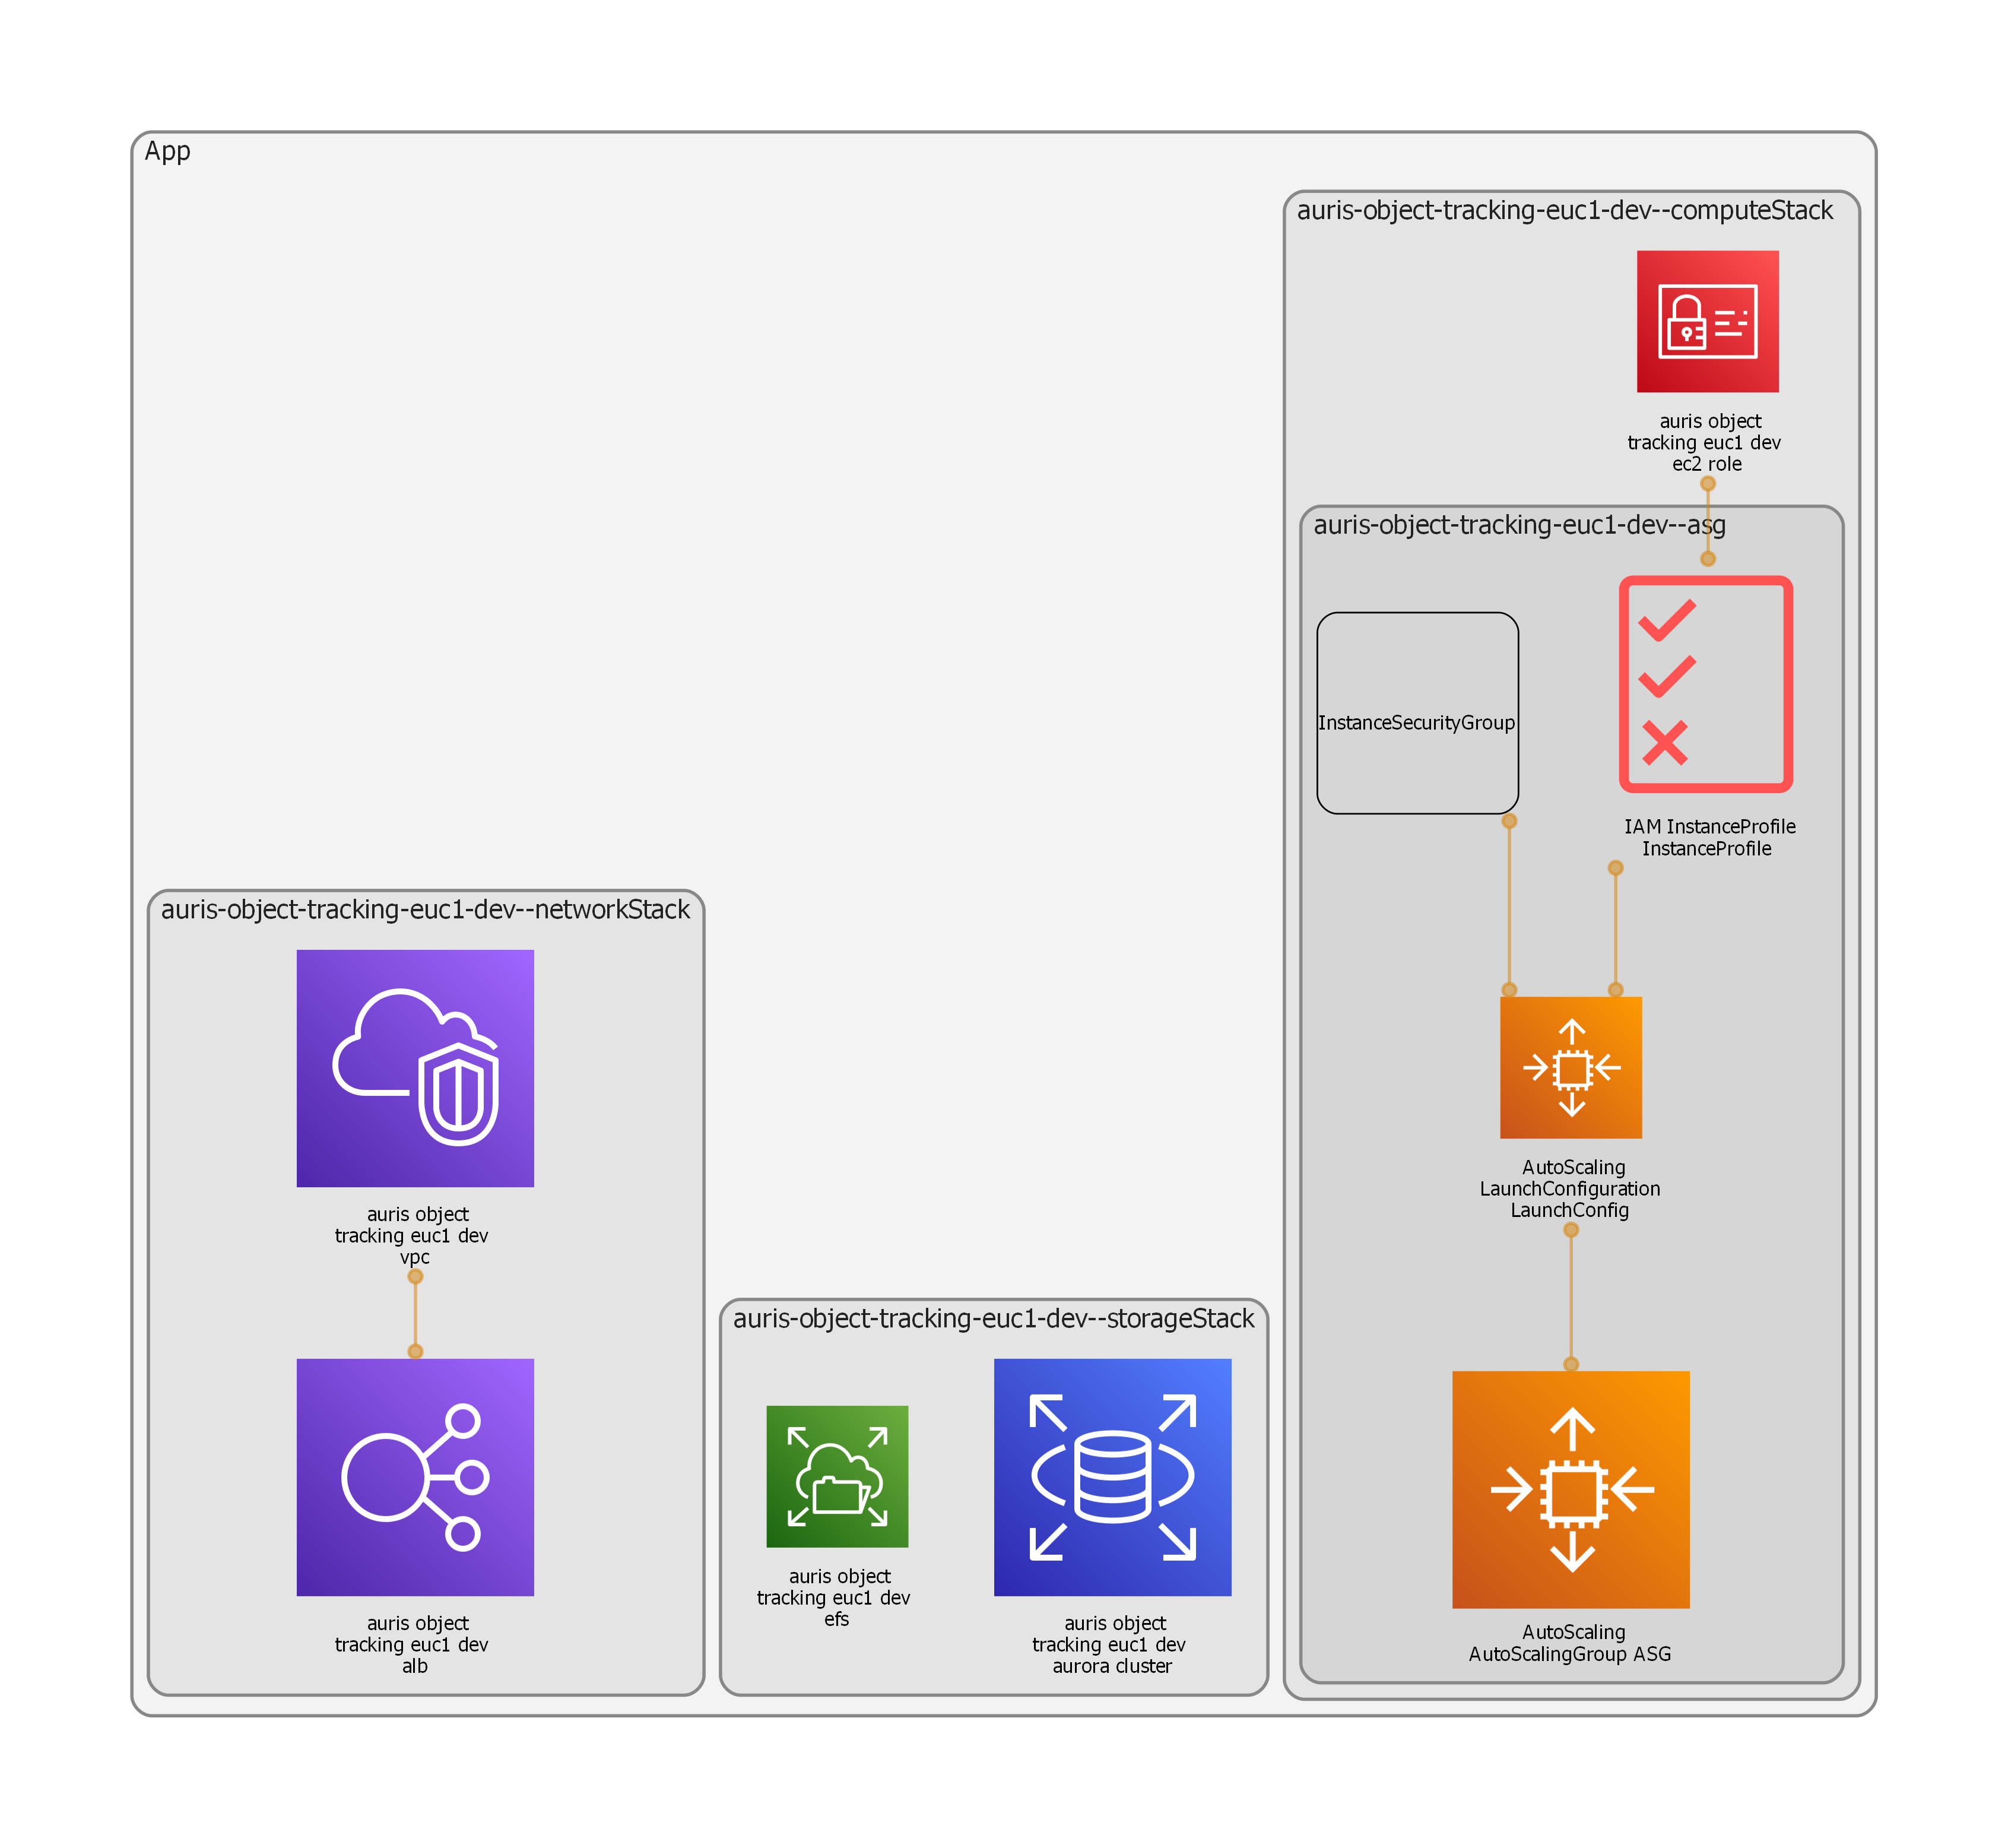 App
auris-object-tracking-euc1-dev--computeStack
auris object
tracking euc1 dev
ec2 role
auris-object-tracking-euc1-dev--asg
InstanceSecurityGroup
IAM InstanceProfile
InstanceProfile
AutoScaling
LaunchConfiguration
LaunchConfig
AutoScaling
AutoScalingGroup ASG
auris-object-tracking-euc1-dev--networkStack
auris object
tracking euc1 dev
vpc
auris object
tracking euc1 dev
alb
auris-object-tracking-euc1-dev--storageStack
auris object
tracking euc1 dev
efs
auris object
tracking euc1 dev
aurora cluster